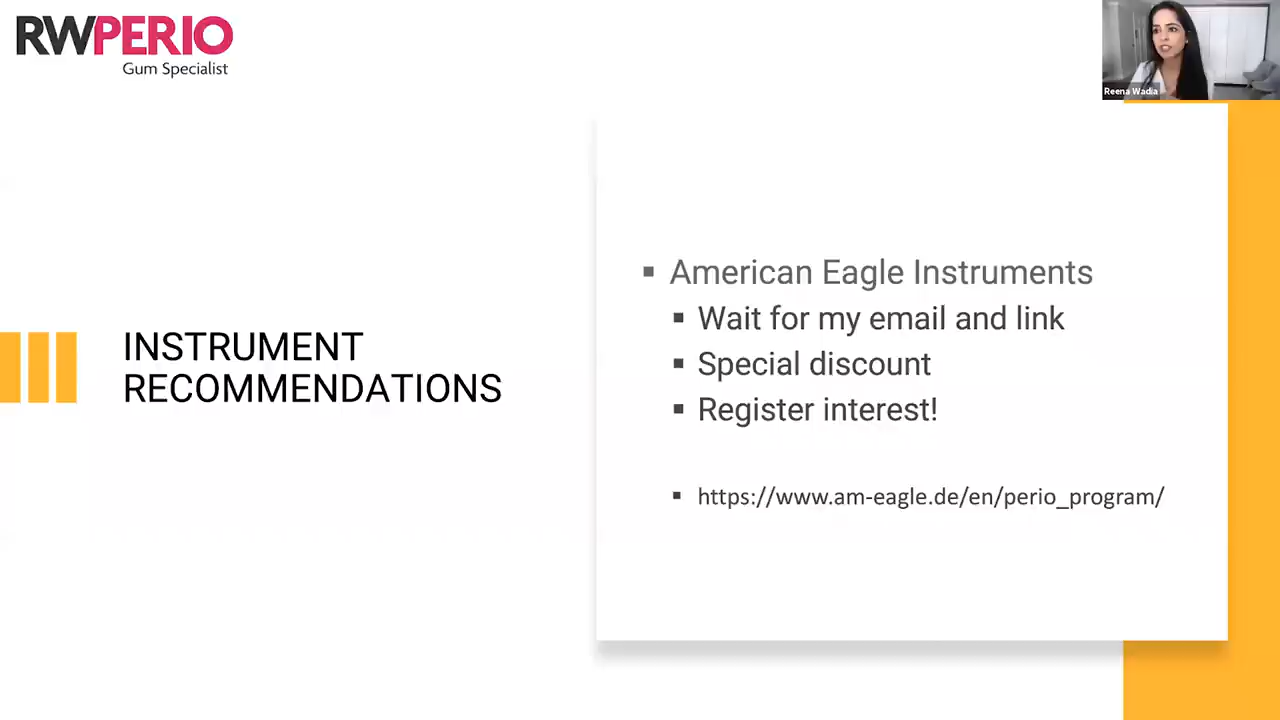 RWPERIO
Gum Specialist
Reena Wadia
INSTRUMENT
RECOMMENDATIONS
American Eagle Instruments
Wait for my email and link
Special discount
Register interest!
https://www.am-eagle.de/en/perio_program/